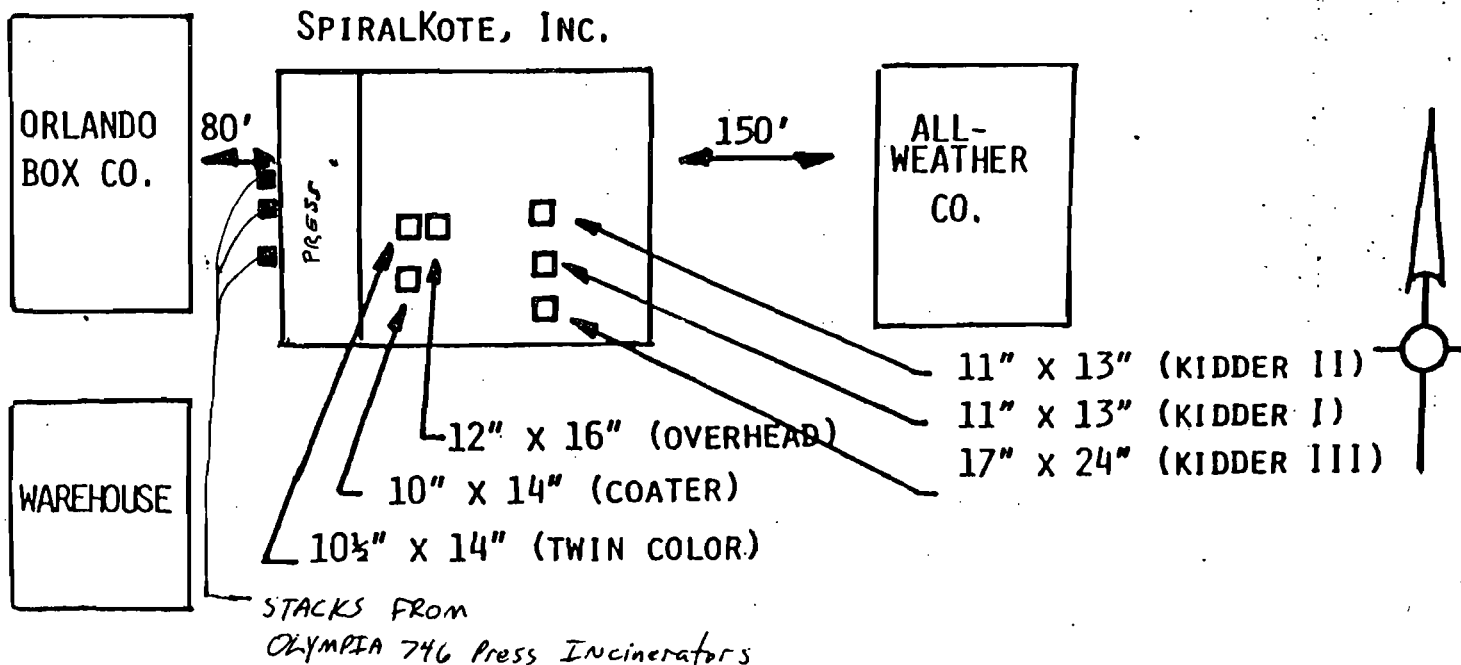 SPIRALKOTE, INC.
ORLANDO
BOX CO.
80'
PRESS
150'
ALL-
WEATHER
CO.
11" X 13" (KIDDER II)
11" X 13" (KIDDER I)
17" X 24" (KIDDER III)
12" X 16" (OVERHEAD)
10" X 14" (COATER)
10½" X 14" (TWIN COLOR)
WAREHOUSE
STACKS FROM
OLYMPIA 746 Press Incinerators